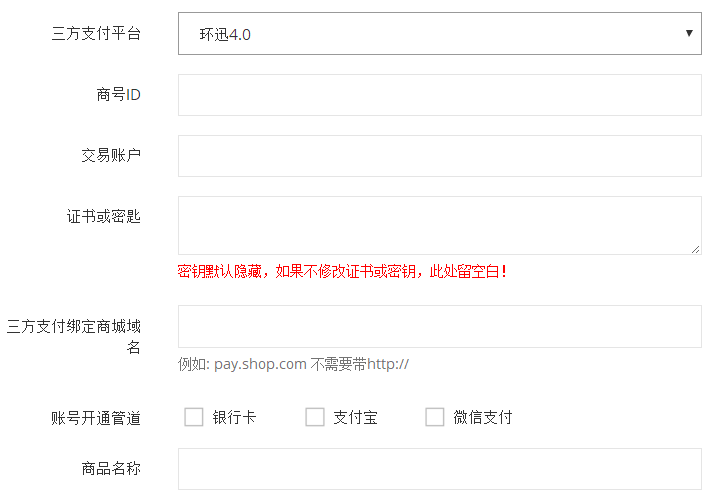 三方支付平台
环迅4.0
商号ID
交易账户
证书或密匙
密钥默认隐藏，如果不修改证书或密钥，此处留空白！
三方支付绑定商城域
名
例如: pay.shop.com 不需要带http://
账号开通管道 银行卡 支付宝 微信支付
商品名称